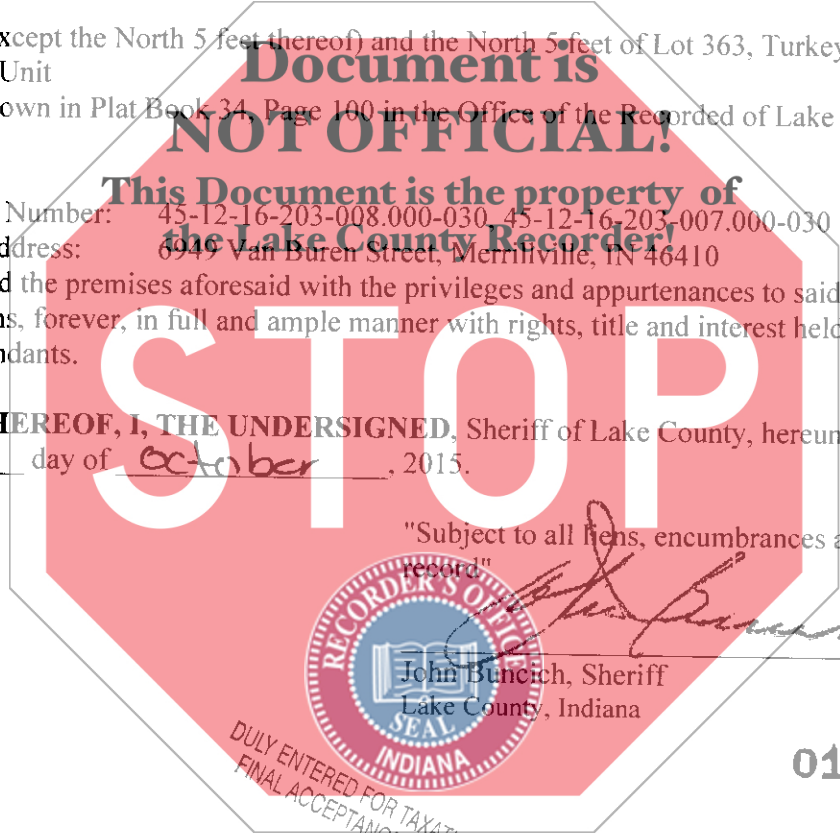 xcept the North 5 feet thereof) and the North 5 feet of Lot 363, Turkey
Document is
Unit
own in Plat Book 34, Page 100 in the Office of the Recorded of Lake
NOT OFFICIAL!
This Document is the property of
Number: 45-12-16-203-008.000-030, 45-12-16-203-007.000-030
the Lake County Recorder!
ddress: 6949 Van Buren Street, Merrillville, IN 46410
d the premises aforesaid with the privileges and appurtenances to said
ns, forever, in full and ample manner with rights, title and interest held
ndants.
STOP
HEREOF, I, THE UNDERSIGNED, Sheriff of Lake County, hereun
day of October, 2015.
"Subject to all liens, encumbrances a
record"
RECORDER'S OFFICE
SEAL
INDIANA
John Buncich, Sheriff
Lake County, Indiana
01
DULY ENTERED FOR TAXATI
FINAL ACCEPTANC